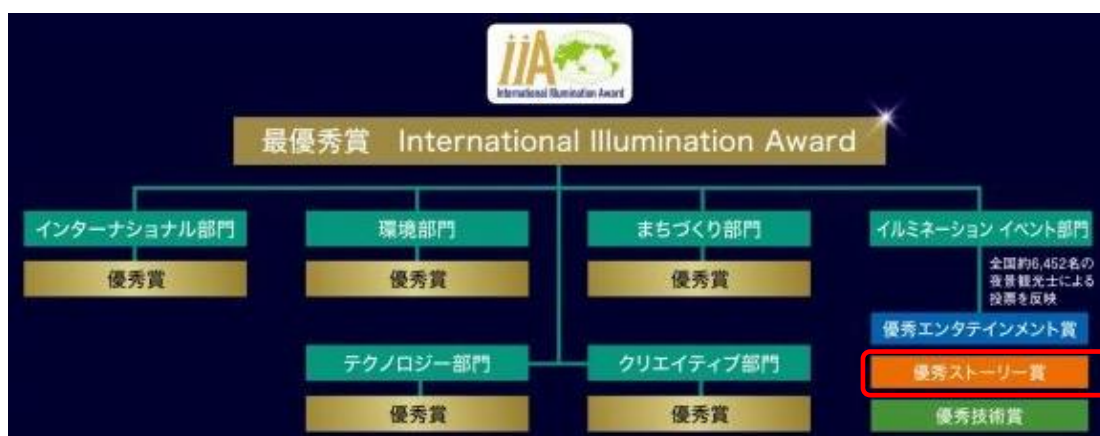 iiA
International Illumination Award
最優秀賞 International Illumination Award
インターナショナル部門
環境部門
まちづくり部門
イルミネーション イベント部門
優秀賞
優秀賞
優秀賞
全国約6,452名の
夜景観光士による
投票を反映
優秀エンタテインメント賞
テクノロジー部門
クリエイティブ部門
優秀ストーリー賞
優秀賞
優秀賞
優秀技術賞